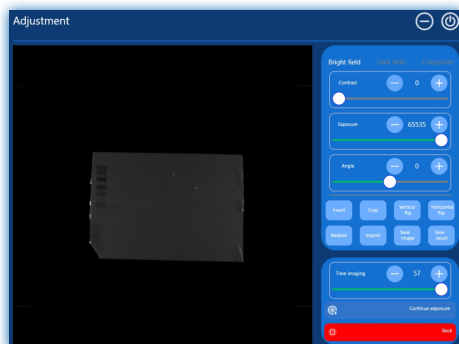 Adjustment
Bright field Dark field Composite
Contrast 0
Exposure 65535
Angle 0
Invert Crop Vertical flip Horizontal flip
Restore Import Save image Save result
Time imaging 57
Continue exposure
Back